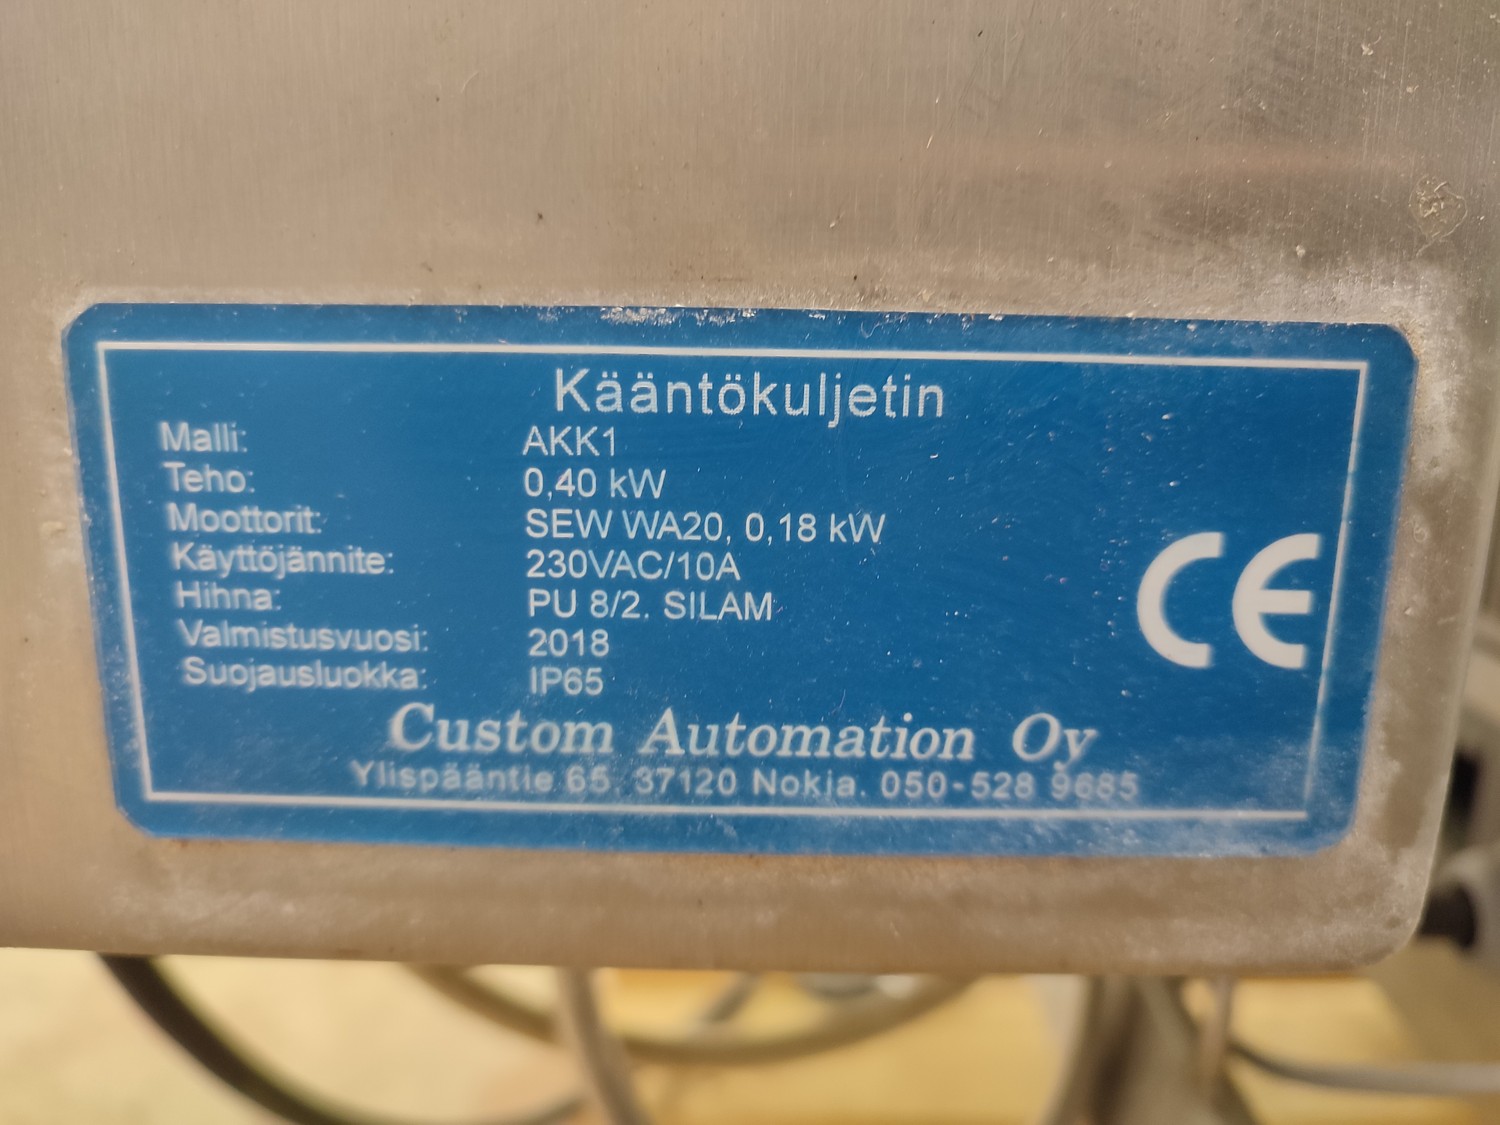 Kääntökuljetin
Malli: AKK1
Teho: 0,40 kW
Moottorit: SEW WA20, 0,18 kW
Käyttöjännite: 230VAC/10A
Hihna: PU 8/2. SILAM
Valmistusvuosi: 2018
Suojausluokka: IP65
CE
Custom Automation Oy
Ylispääntie 65. 37120 Nokia. 050-528 9685